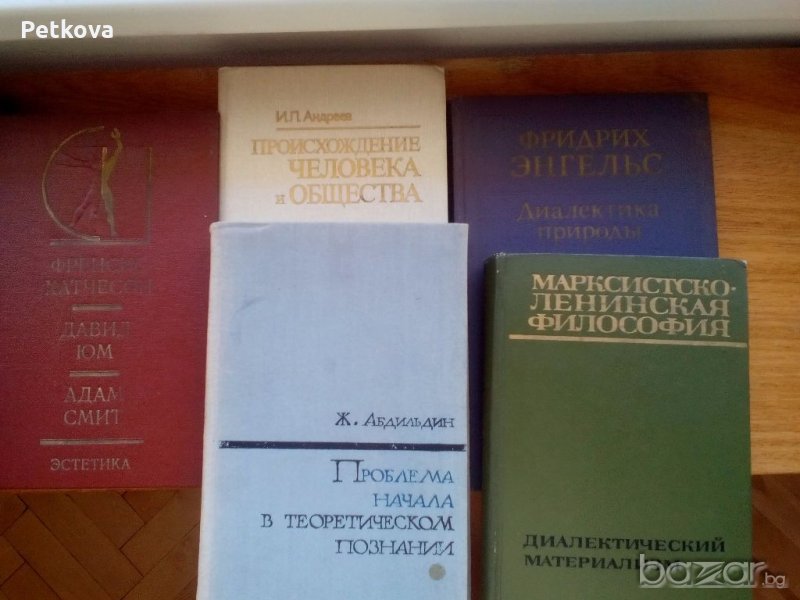 Petkova
ФРЕНСИС
ХАТЧЕСОН
ДАВИД
ЮМ
АДАМ
СМИТ
ЭСТЕТИКА
И.П. Андреев
ПРОИСХОЖДЕНИЕ
ЧЕЛОВЕКА
и ОБЩЕСТВА
ФРИДРИХ
ЭНГЕЛЬС
Диалектика
природы
Ж. Абдильдин
Проблема
начала
в теоретическом
познании
МАРКСИСТСКО-
ЛЕНИНСКАЯ
ФИЛОСОФИЯ
ДИАЛЕКТИЧЕСКИЙ
МАТЕРИАЛИЗМ
bazar.bg